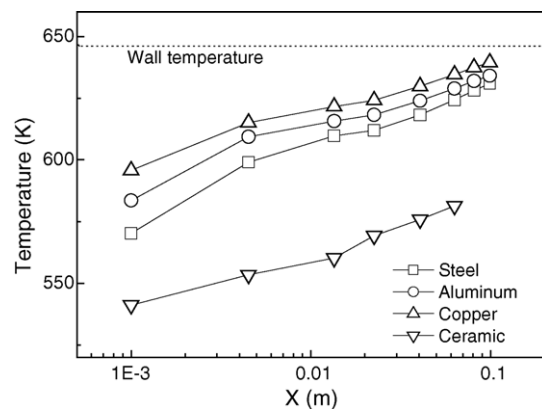 650
Wall temperature
600
Temperature (K)
550
Steel
Aluminum
Copper
Ceramic
1E-3
0.01
0.1
X (m)